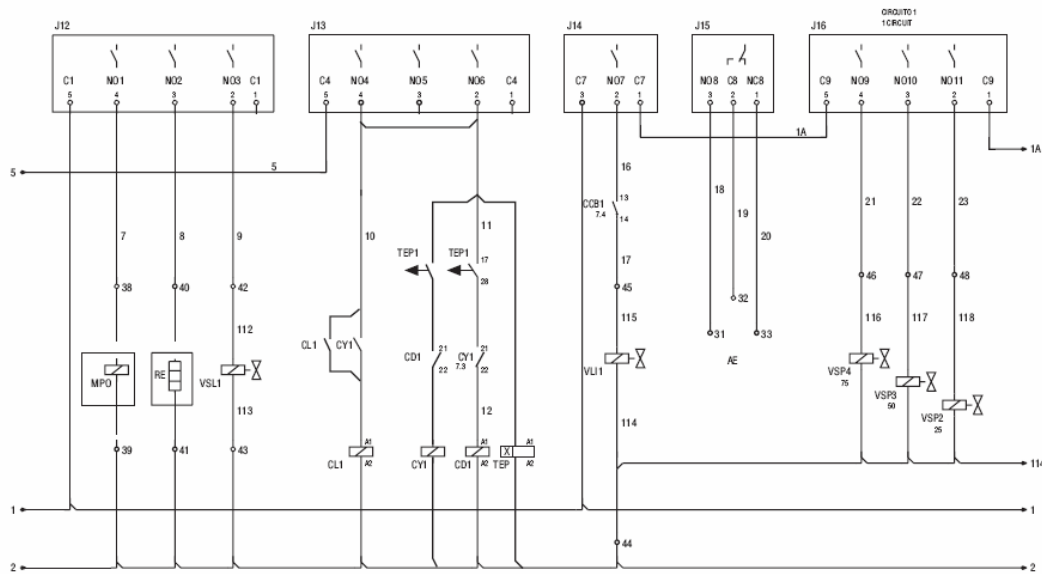 CIRCUITO 1
1 CIRCUIT
J12 J13 J14 J15 J16
C1 NO1 NO2 NO3 C1 C4 NO4 NO5 NO6 C4 C7 NO7 C7 NO8 C8 NC8 C9 NO9 NO10 NO11 C9
5 4 3 2 1 5 4 3 2 1 3 2 1 3 2 1 5 4 3 2 1
1A
1A
5 5
16
18 21 22 23
CCB1 13
7.4 14
19
7 8 9 10 11 20
TEP1 TEP1 17
28
17
38 40 42 45 46 47 48
32
112 115 116 117 118
31 33
CL1 CY1 CD1 21 CY1 21
22 7.3 22
AE
MPO RE VSL1 VLI1 VSP4
75
VSP3
50
VSP2
25
113 12 114
39 41 43 A1 A1 A1
CL1 A2 CY1 CD1 A2 X TEP A2
114
1 1
44
2 2